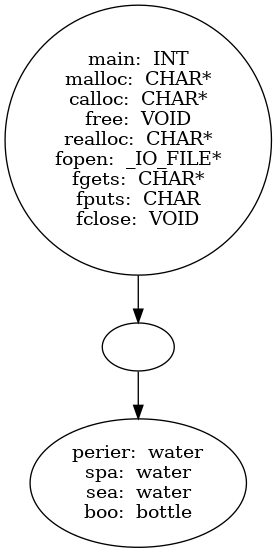 main: INT
malloc: CHAR*
calloc: CHAR*
free: VOID
realloc: CHAR*
fopen: _IO_FILE*
fgets: CHAR*
fputs: CHAR
fclose: VOID
perier: water
spa: water
sea: water
boo: bottle